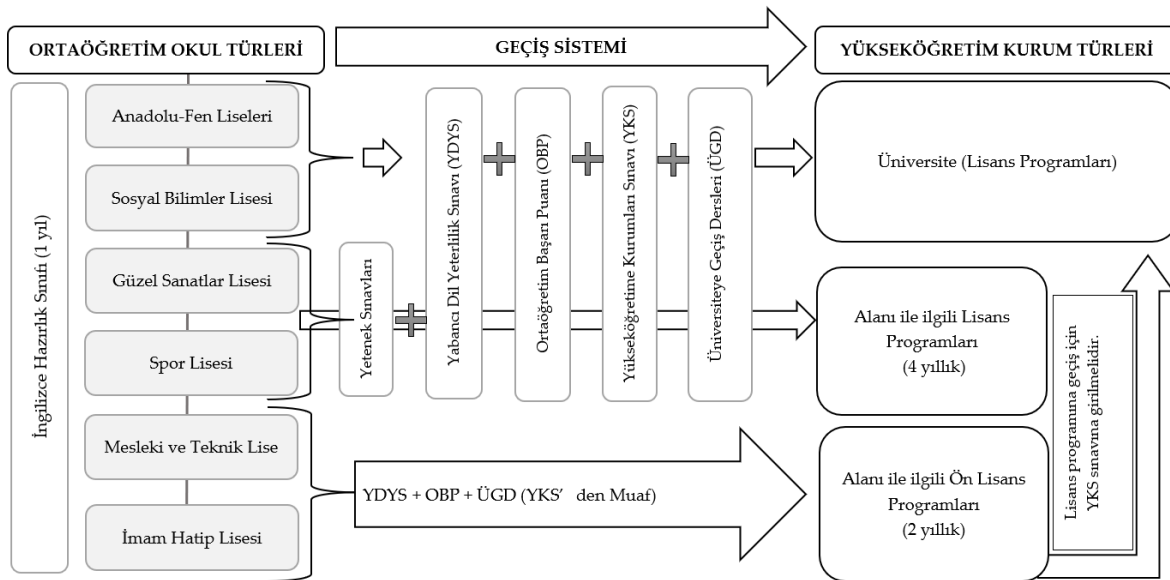 ORTAÖĞRETİM OKUL TÜRLERİ
GEÇİŞ SİSTEMİ
YÜKSEKÖĞRETİM KURUM TÜRLERİ
İngilizce Hazırlık Sınıfı (1 yıl)
Anadolu-Fen Liseleri
Sosyal Bilimler Lisesi
Güzel Sanatlar Lisesi
Spor Lisesi
Mesleki ve Teknik Lise
İmam Hatip Lisesi
Yetenek Sınavları
Yabancı Dil Yeterlilik Sınavı (YDYS)
Ortaöğretim Başarı Puanı (OBP)
Yükseköğretime Kurumları Sınavı (YKS)
Üniversiteye Geçiş Dersleri (ÜGD)
YDYS + OBP + ÜGD (YKS' den Muaf)
Üniversite (Lisans Programları)
Alanı ile ilgili Lisans
Programları
(4 yıllık)
Alanı ile ilgili Ön Lisans
Programları
(2 yıllık)
Lisans programına geçiş için
YKS sınavına girilmelidir.